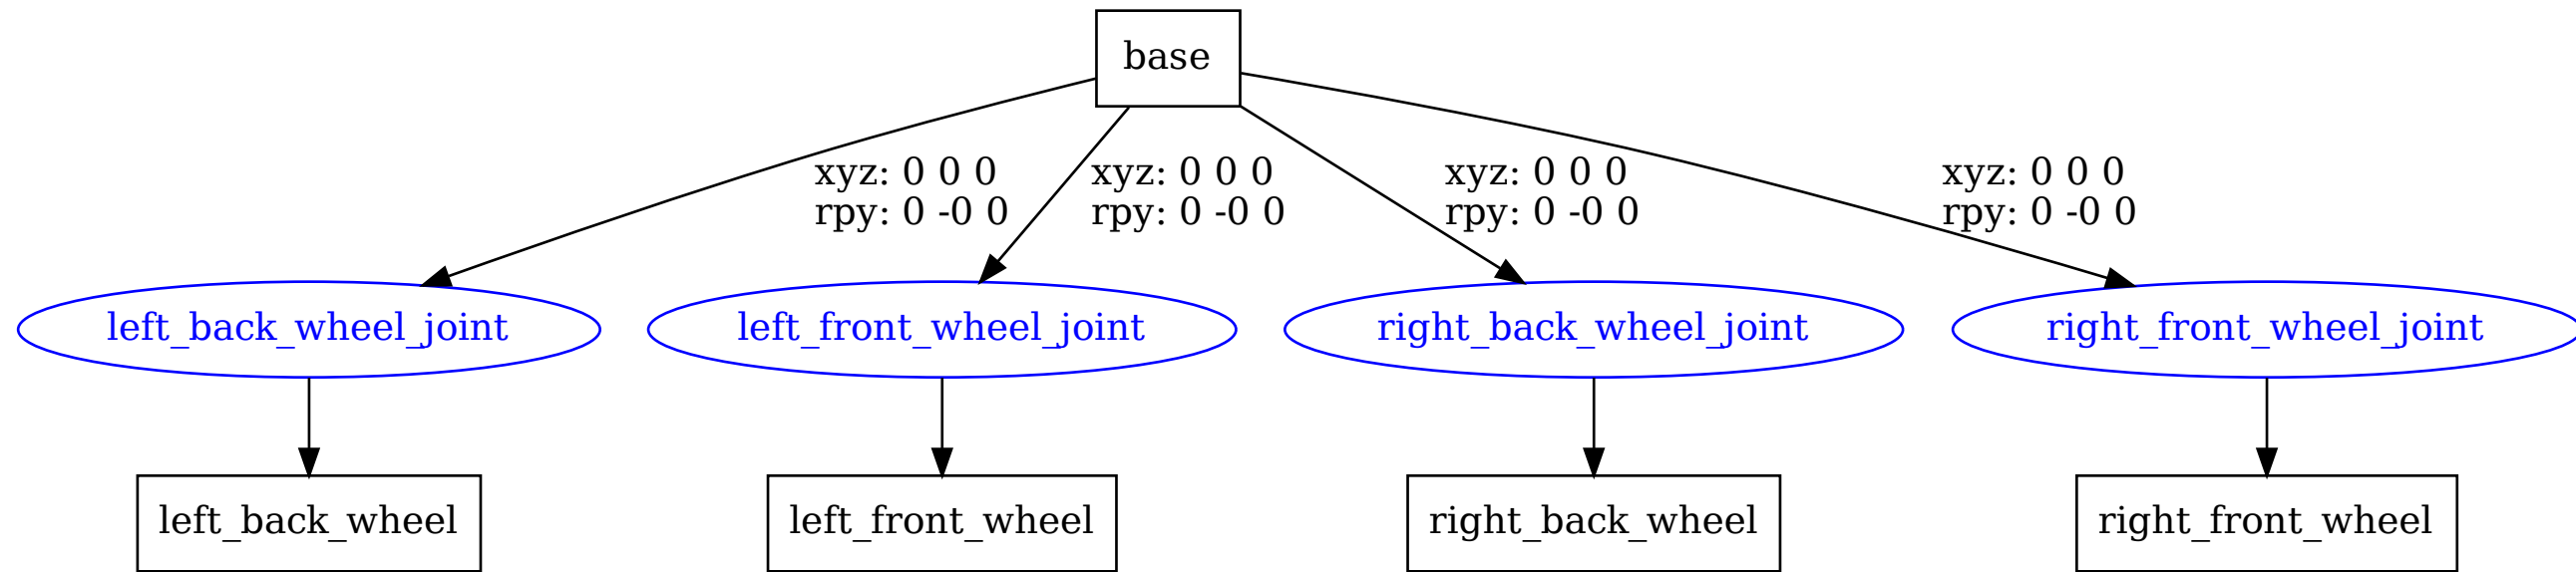 base
xyz: 0 0 0
rpy: 0 -0 0
xyz: 0 0 0
rpy: 0 -0 0
xyz: 0 0 0
rpy: 0 -0 0
xyz: 0 0 0
rpy: 0 -0 0
left_back_wheel_joint
left_front_wheel_joint
right_back_wheel_joint
right_front_wheel_joint
left_back_wheel
left_front_wheel
right_back_wheel
right_front_wheel